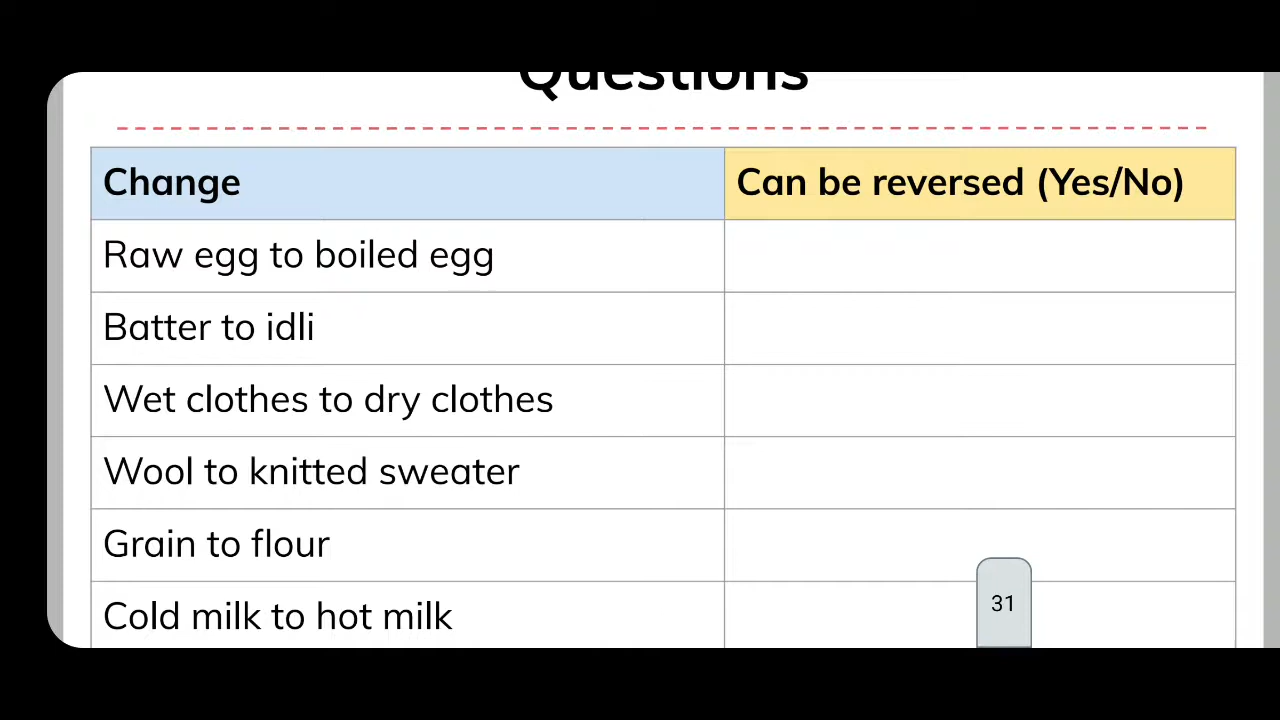 Questions
Change Can be reversed (Yes/No)
Raw egg to boiled egg
Batter to idli
Wet clothes to dry clothes
Wool to knitted sweater
Grain to flour
Cold milk to hot milk
31